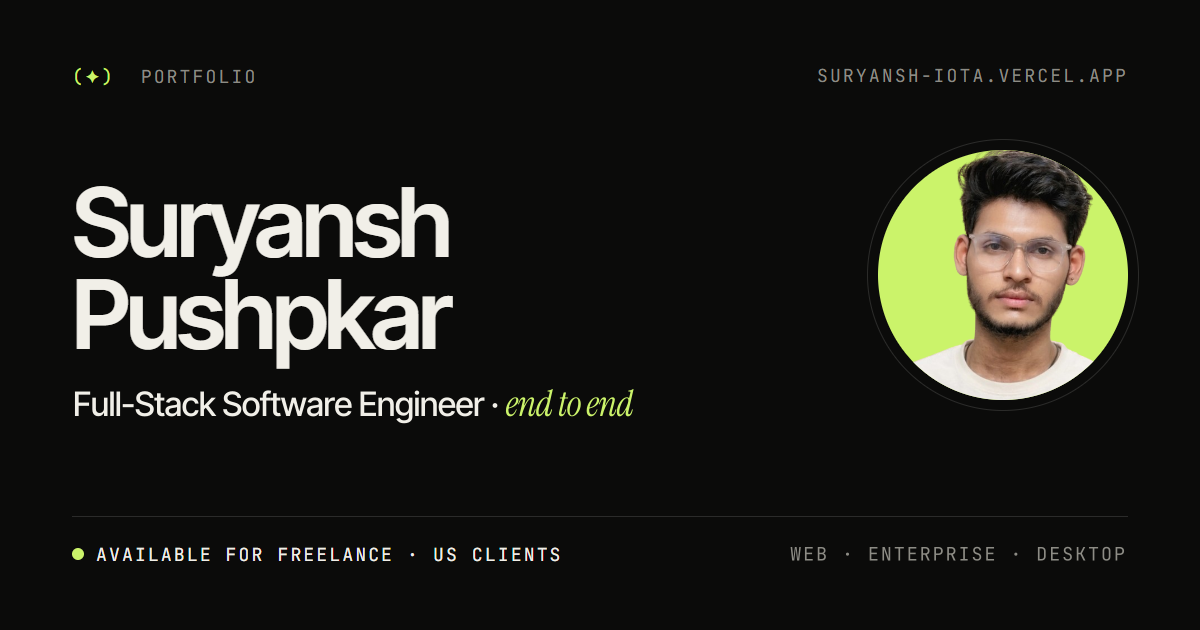 (✦) PORTFOLIO
SURYANSH-IOTA.VERCEL.APP
Suryansh
Pushpkar
Full-Stack Software Engineer · end to end
AVAILABLE FOR FREELANCE · US CLIENTS
WEB · ENTERPRISE · DESKTOP